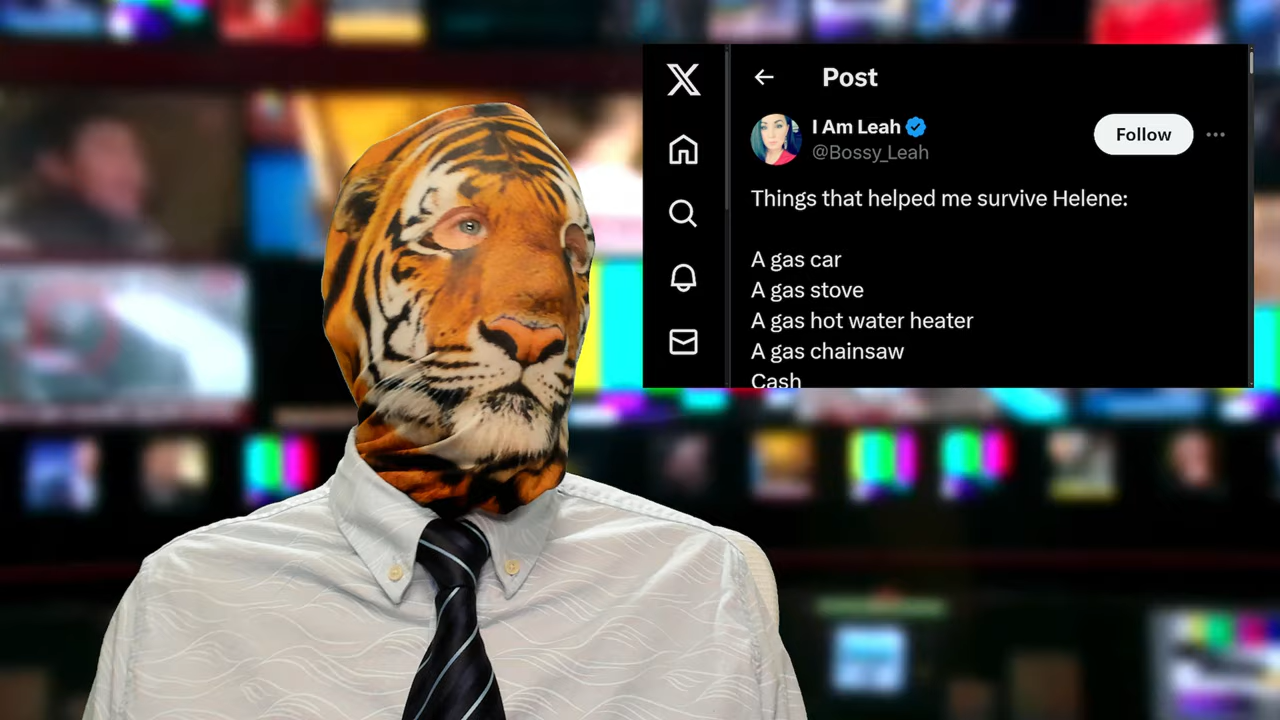 Post
I Am Leah
@Bossy_Leah
Follow
Things that helped me survive Helene:
A gas car
A gas stove
A gas hot water heater
A gas chainsaw
Cash